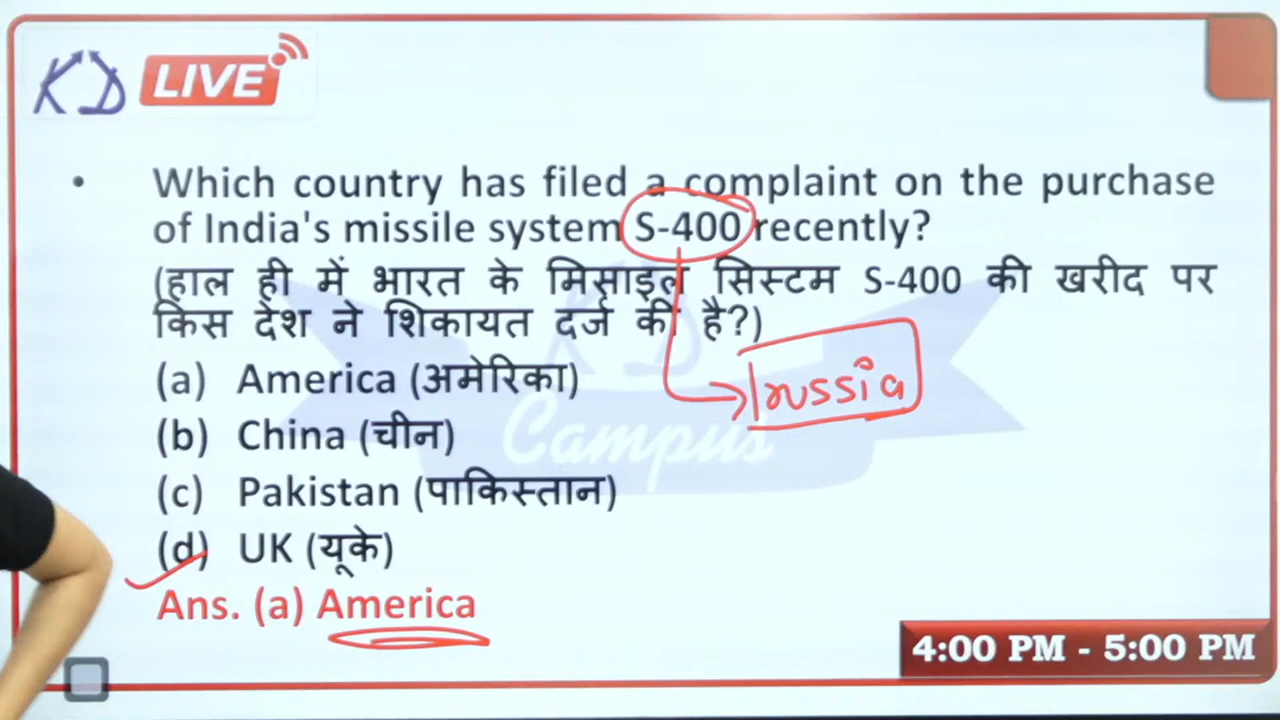 KD LIVE
• Which country has filed a complaint on the purchase
of India's missile system S-400 recently?
(हाल ही में भारत के मिसाइल सिस्टम S-400 की खरीद पर
किस देश ने शिकायत दर्ज की है?)
(a) America (अमेरिका)
russia
(b) China (चीन)
KD Campus
(c) Pakistan (पाकिस्तान)
(d) UK (यूके)
Ans. (a) America
4:00 PM - 5:00 PM